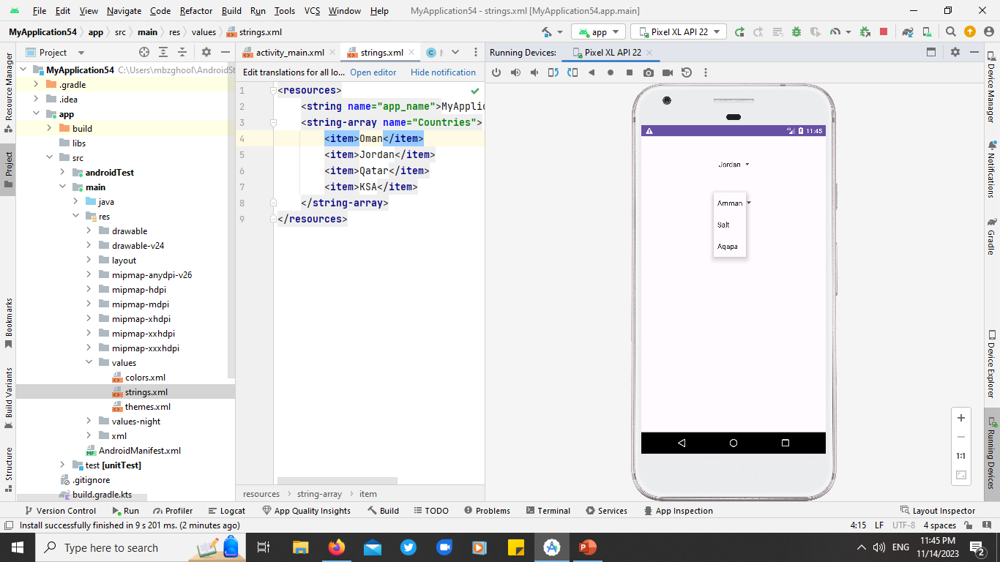 File Edit View Navigate Code Refactor Build Run Tools VCS Window Help MyApplication54 - strings.xml [MyApplication54.app.main]
MyApplication54 app src main res values strings.xml app Pixel XL API 22
Project activity_main.xml strings.xml Running Devices: Pixel XL API 22
MyApplication54 C:\Users\mbzghool\AndroidSt
.gradle
.idea
app
build
libs
src
androidTest
main
java
res
drawable
drawable-v24
layout
mipmap-anydpi-v26
mipmap-hdpi
mipmap-mdpi
mipmap-xhdpi
mipmap-xxhdpi
mipmap-xxxhdpi
values
colors.xml
strings.xml
themes.xml
values-night
xml
AndroidManifest.xml
test [unitTest]
.gitignore
build.gradle.kts
Edit translations for all lo... Open editor Hide notification
1 <resources>
2 <string name="app_name">MyApplic
3 <string-array name="Countries">
4 <item>Oman</item>
5 <item>Jordan</item>
6 <item>Qatar</item>
7 <item>KSA</item>
8 </string-array>
9 </resources>
resources string-array item
11:45
Jordan
Amman
Salt
Aqapa
1:1
Resource Manager
Project
Bookmarks
Build Variants
Structure
Device Manager
Notifications
Gradle
Device Explorer
Running Devices
Version Control Run Profiler Logcat App Quality Insights Build TODO Problems Terminal Services App Inspection Layout Inspector
Install successfully finished in 9 s 201 ms. (2 minutes ago) 4:15 LF UTF-8 4 spaces
Type here to search
ENG
11:45 PM
11/14/2023
2